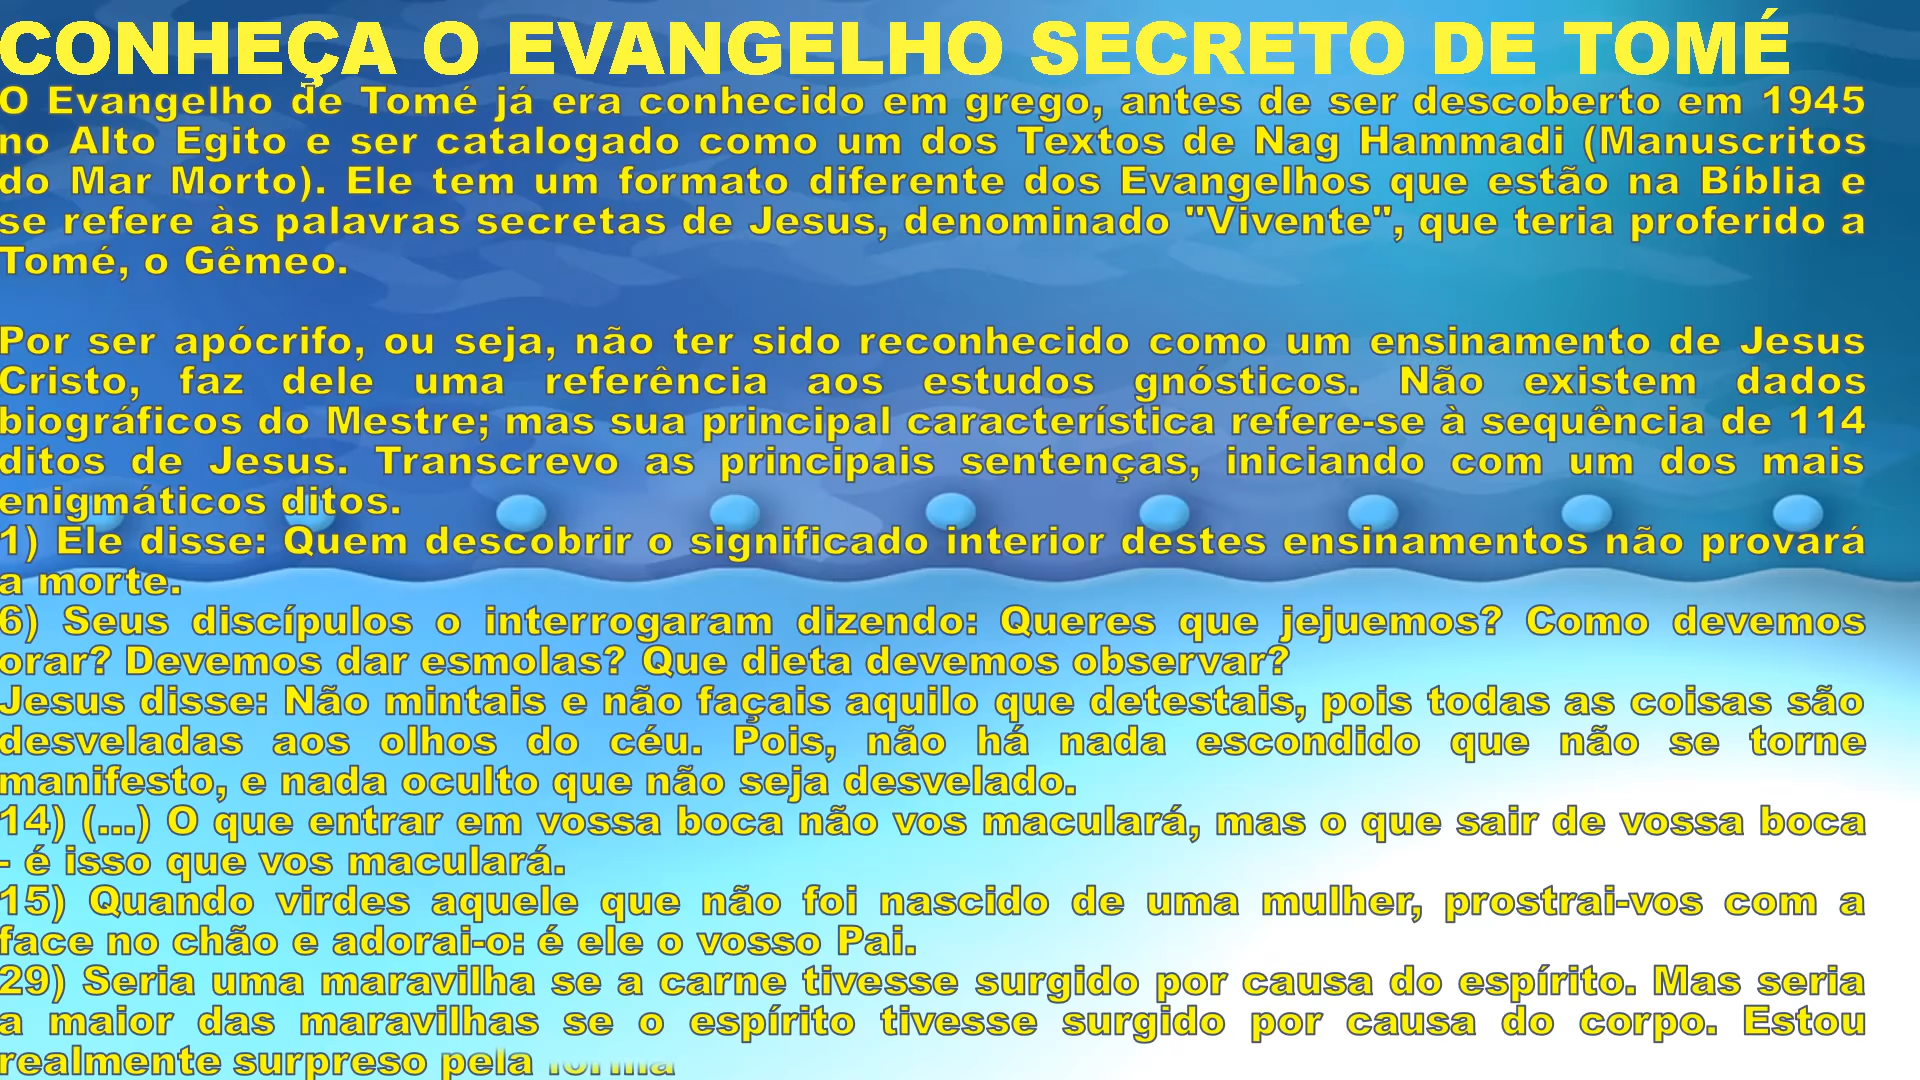 CONHEÇA O EVANGELHO SECRETO DE TOMÉ
O Evangelho de Tomé já era conhecido em grego, antes de ser descoberto em 1945
no Alto Egito e ser catalogado como um dos Textos de Nag Hammadi (Manuscritos
do Mar Morto). Ele tem um formato diferente dos Evangelhos que estão na Bíblia e
se refere às palavras secretas de Jesus, denominado "Vivente", que teria proferido a
Tomé, o Gêmeo.
Por ser apócrifo, ou seja, não ter sido reconhecido como um ensinamento de Jesus
Cristo, faz dele uma referência aos estudos gnósticos. Não existem dados
biográficos do Mestre; mas sua principal característica refere-se à sequência de 114
ditos de Jesus. Transcrevo as principais sentenças, iniciando com um dos mais
enigmáticos ditos.
1) Ele disse: Quem descobrir o significado interior destes ensinamentos não provará
a morte.
6) Seus discípulos o interrogaram dizendo: Queres que jejuemos? Como devemos
orar? Devemos dar esmolas? Que dieta devemos observar?
Jesus disse: Não mintais e não façais aquilo que detestais, pois todas as coisas são
desveladas aos olhos do céu. Pois, não há nada escondido que não se torne
manifesto, e nada oculto que não seja desvelado.
14) (...) O que entrar em vossa boca não vos maculará, mas o que sair de vossa boca
- é isso que vos maculará.
15) Quando virdes aquele que não foi nascido de uma mulher, prostrai-vos com a
face no chão e adorai-o: é ele o vosso Pai.
29) Seria uma maravilha se a carne tivesse surgido por causa do espírito. Mas seria
a maior das maravilhas se o espírito tivesse surgido por causa do corpo. Estou
realmente surpreso pela forma